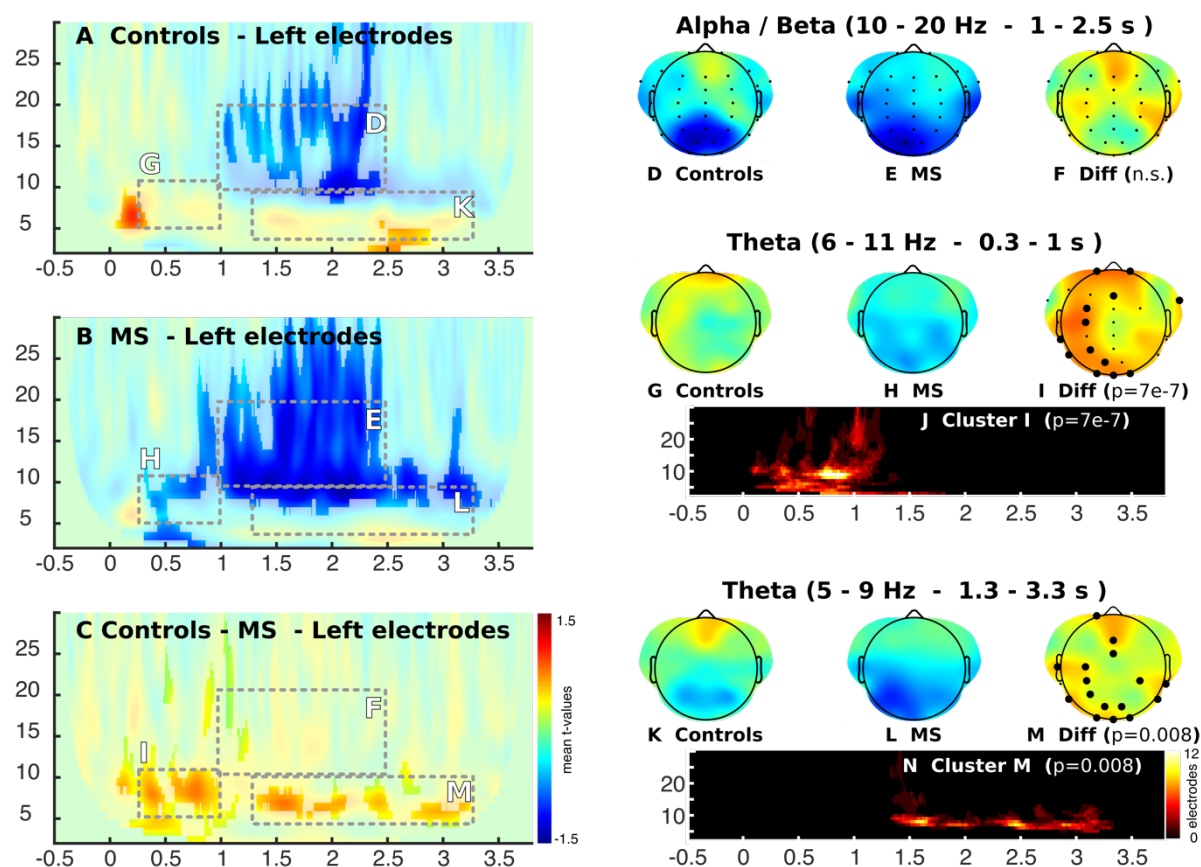 A Controls - Left electrodes
25
20
15
10
5
G
D
K
-0.5 0 0.5 1 1.5 2 2.5 3 3.5
B MS - Left electrodes
25
20
15
10
5
H
E
L
-0.5 0 0.5 1 1.5 2 2.5 3 3.5
C Controls - MS - Left electrodes
25
20
15
10
5
I
F
M
-0.5 0 0.5 1 1.5 2 2.5 3 3.5
1.5
mean t-values
-1.5
Alpha / Beta (10 - 20 Hz - 1 - 2.5 s )
D Controls
E MS
F Diff (n.s.)
Theta (6 - 11 Hz - 0.3 - 1 s )
G Controls
H MS
I Diff (p=7e-7)
J Cluster I (p=7e-7)
20
10
-0.5 0 0.5 1 1.5 2 2.5 3 3.5
Theta (5 - 9 Hz - 1.3 - 3.3 s )
K Controls
L MS
M Diff (p=0.008)
N Cluster M (p=0.008)
20
10
-0.5 0 0.5 1 1.5 2 2.5 3 3.5
12
electrodes
0